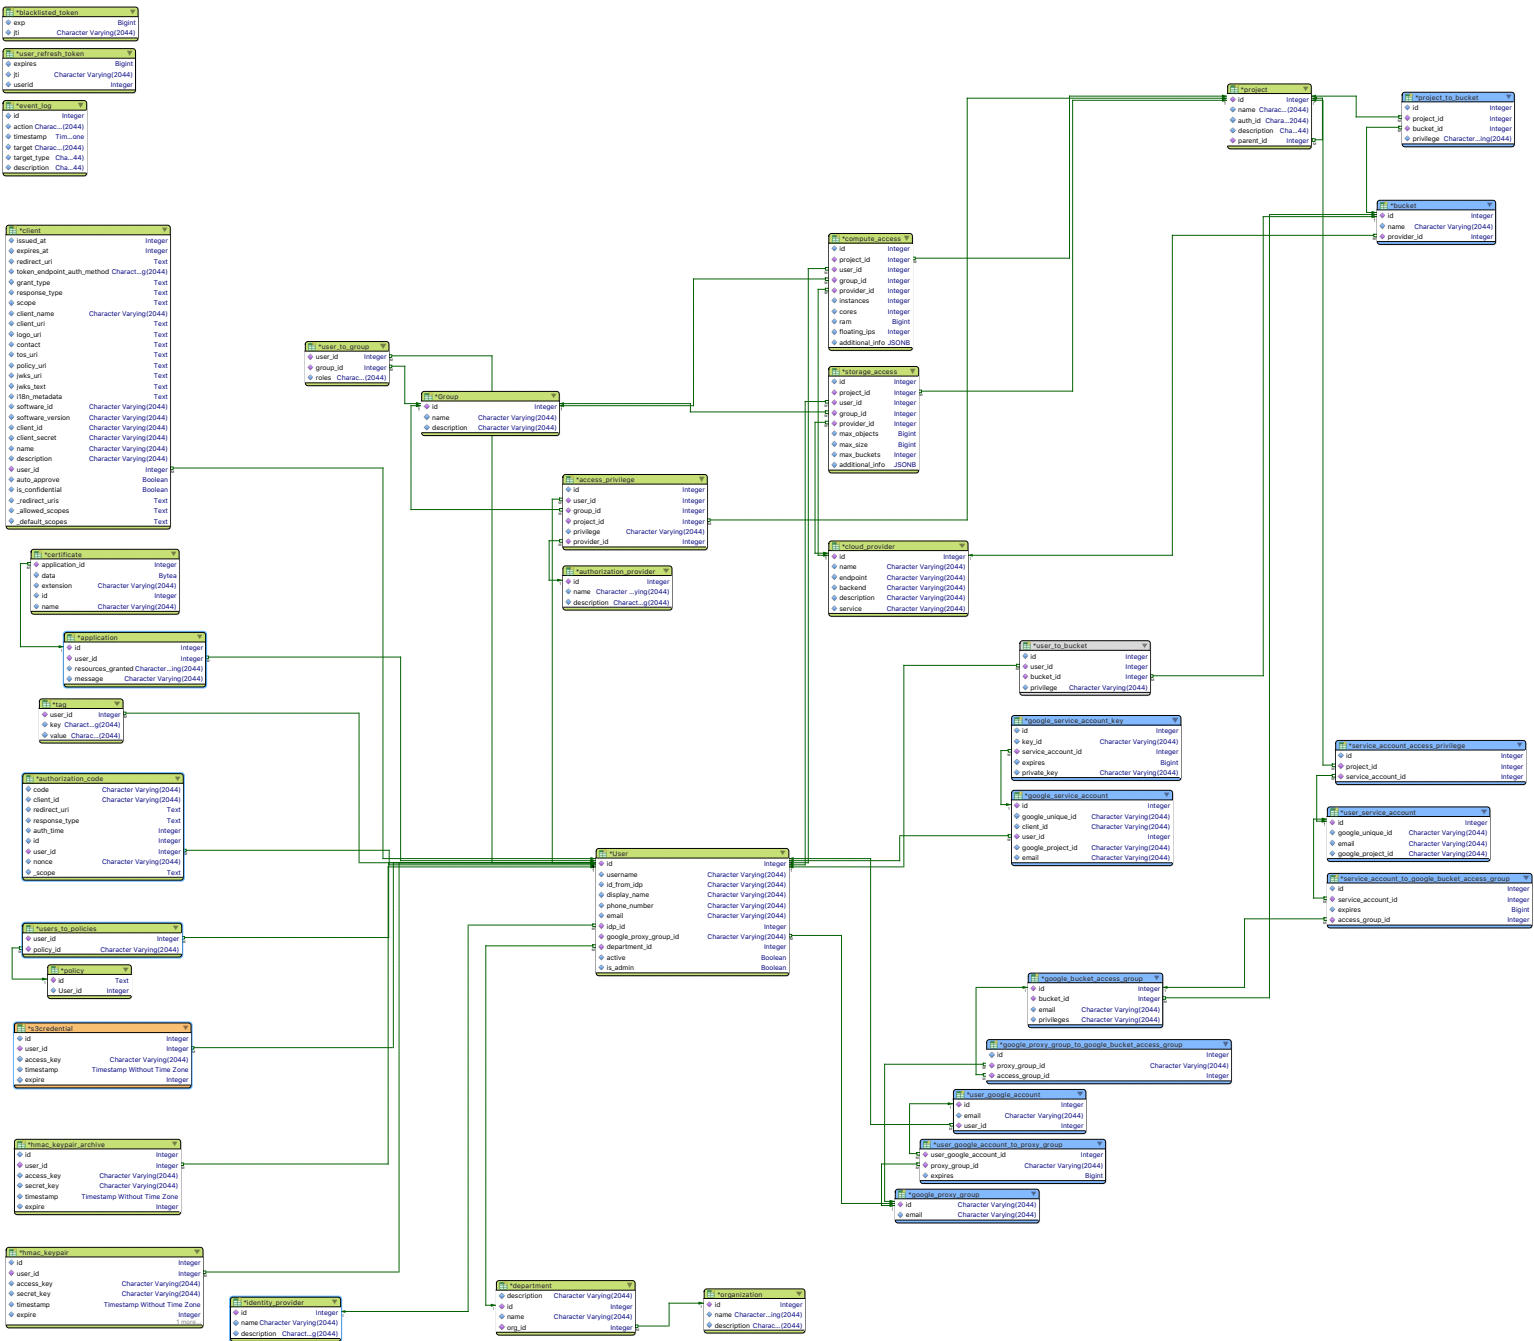 *blacklisted_token
exp Bigint
jti Character Varying(2044)
*user_refresh_token
expires Bigint
jti Character Varying(2044)
userid Integer
*event_log
id Integer
action Charac...(2044)
timestamp Tim...one
target Charac...(2044)
target_type Cha...44)
description Cha...44)
*client
issued_at Integer
expires_at Integer
redirect_uri Text
token_endpoint_auth_method Charact...g(2044)
grant_type Text
response_type Text
scope Text
client_name Character Varying(2044)
client_uri Text
logo_uri Text
contact Text
tos_uri Text
policy_uri Text
jwks_uri Text
jwks_text Text
i18n_metadata Text
software_id Character Varying(2044)
software_version Character Varying(2044)
client_id Character Varying(2044)
client_secret Character Varying(2044)
name Character Varying(2044)
description Character Varying(2044)
user_id Integer
auto_approve Boolean
is_confidential Boolean
_redirect_uris Text
_allowed_scopes Text
_default_scopes Text
*certificate
application_id Integer
data Bytea
extension Character Varying(2044)
id Integer
name Character Varying(2044)
*application
id Integer
user_id Integer
resources_granted Character...ing(2044)
message Character Varying(2044)
*tag
user_id Integer
key Charact...g(2044)
value Charac...(2044)
*authorization_code
code Character Varying(2044)
client_id Character Varying(2044)
redirect_uri Text
response_type Text
auth_time Integer
id Integer
user_id Integer
nonce Character Varying(2044)
_scope Text
*users_to_policies
user_id Integer
policy_id Character Varying(2044)
*policy
id Text
User_id Integer
*s3credential
id Integer
user_id Integer
access_key Character Varying(2044)
timestamp Timestamp Without Time Zone
expire Integer
*hmac_keypair_archive
id Integer
user_id Integer
access_key Character Varying(2044)
secret_key Character Varying(2044)
timestamp Timestamp Without Time Zone
expire Integer
*hmac_keypair
id Integer
user_id Integer
access_key Character Varying(2044)
secret_key Character Varying(2044)
timestamp Timestamp Without Time Zone
expire Integer
1 more...
*identity_provider
id Integer
name Character Varying(2044)
description Charact...g(2044)
*user_to_group
user_id Integer
group_id Integer
roles Charac...(2044)
*Group
id Integer
name Character Varying(2044)
description Character Varying(2044)
*access_privilege
id Integer
user_id Integer
group_id Integer
project_id Integer
privilege Character Varying(2044)
provider_id Integer
*authorization_provider
id Integer
name Character ...ying(2044)
description Charact...g(2044)
*User
id Integer
username Character Varying(2044)
id_from_idp Character Varying(2044)
display_name Character Varying(2044)
phone_number Character Varying(2044)
email Character Varying(2044)
idp_id Integer
google_proxy_group_id Character Varying(2044)
department_id Integer
active Boolean
is_admin Boolean
*department
description Character Varying(2044)
id Integer
name Character Varying(2044)
org_id Integer
*organization
id Integer
name Character...ing(2044)
description Charac...(2044)
*compute_access
id Integer
project_id Integer
user_id Integer
group_id Integer
provider_id Integer
instances Integer
cores Integer
ram Bigint
floating_ips Integer
additional_info JSONB
*storage_access
id Integer
project_id Integer
user_id Integer
group_id Integer
provider_id Integer
max_objects Bigint
max_size Bigint
max_buckets Integer
additional_info JSONB
*cloud_provider
id Integer
name Character Varying(2044)
endpoint Character Varying(2044)
backend Character Varying(2044)
description Character Varying(2044)
service Character Varying(2044)
*project
id Integer
name Charac...(2044)
auth_id Chara...2044)
description Cha...44)
parent_id Integer
*project_to_bucket
id Integer
project_id Integer
bucket_id Integer
privilege Character...ing(2044)
*bucket
id Integer
name Character Varying(2044)
provider_id Integer
*user_to_bucket
id Integer
user_id Integer
bucket_id Integer
privilege Character Varying(2044)
*google_service_account_key
id Integer
key_id Character Varying(2044)
service_account_id Integer
expires Bigint
private_key Character Varying(2044)
*google_service_account
id Integer
google_unique_id Character Varying(2044)
client_id Character Varying(2044)
user_id Integer
google_project_id Character Varying(2044)
email Character Varying(2044)
*service_account_access_privilege
id Integer
project_id Integer
service_account_id Integer
*user_service_account
id Integer
google_unique_id Character Varying(2044)
email Character Varying(2044)
google_project_id Character Varying(2044)
*service_account_to_google_bucket_access_group
id Integer
service_account_id Integer
expires Bigint
access_group_id Integer
*google_bucket_access_group
id Integer
bucket_id Integer
email Character Varying(2044)
privileges Character Varying(2044)
*google_proxy_group_to_google_bucket_access_group
id Integer
proxy_group_id Character Varying(2044)
access_group_id Integer
*user_google_account
id Integer
email Character Varying(2044)
user_id Integer
*user_google_account_to_proxy_group
user_google_account_id Integer
proxy_group_id Character Varying(2044)
expires Bigint
*google_proxy_group
id Character Varying(2044)
email Character Varying(2044)